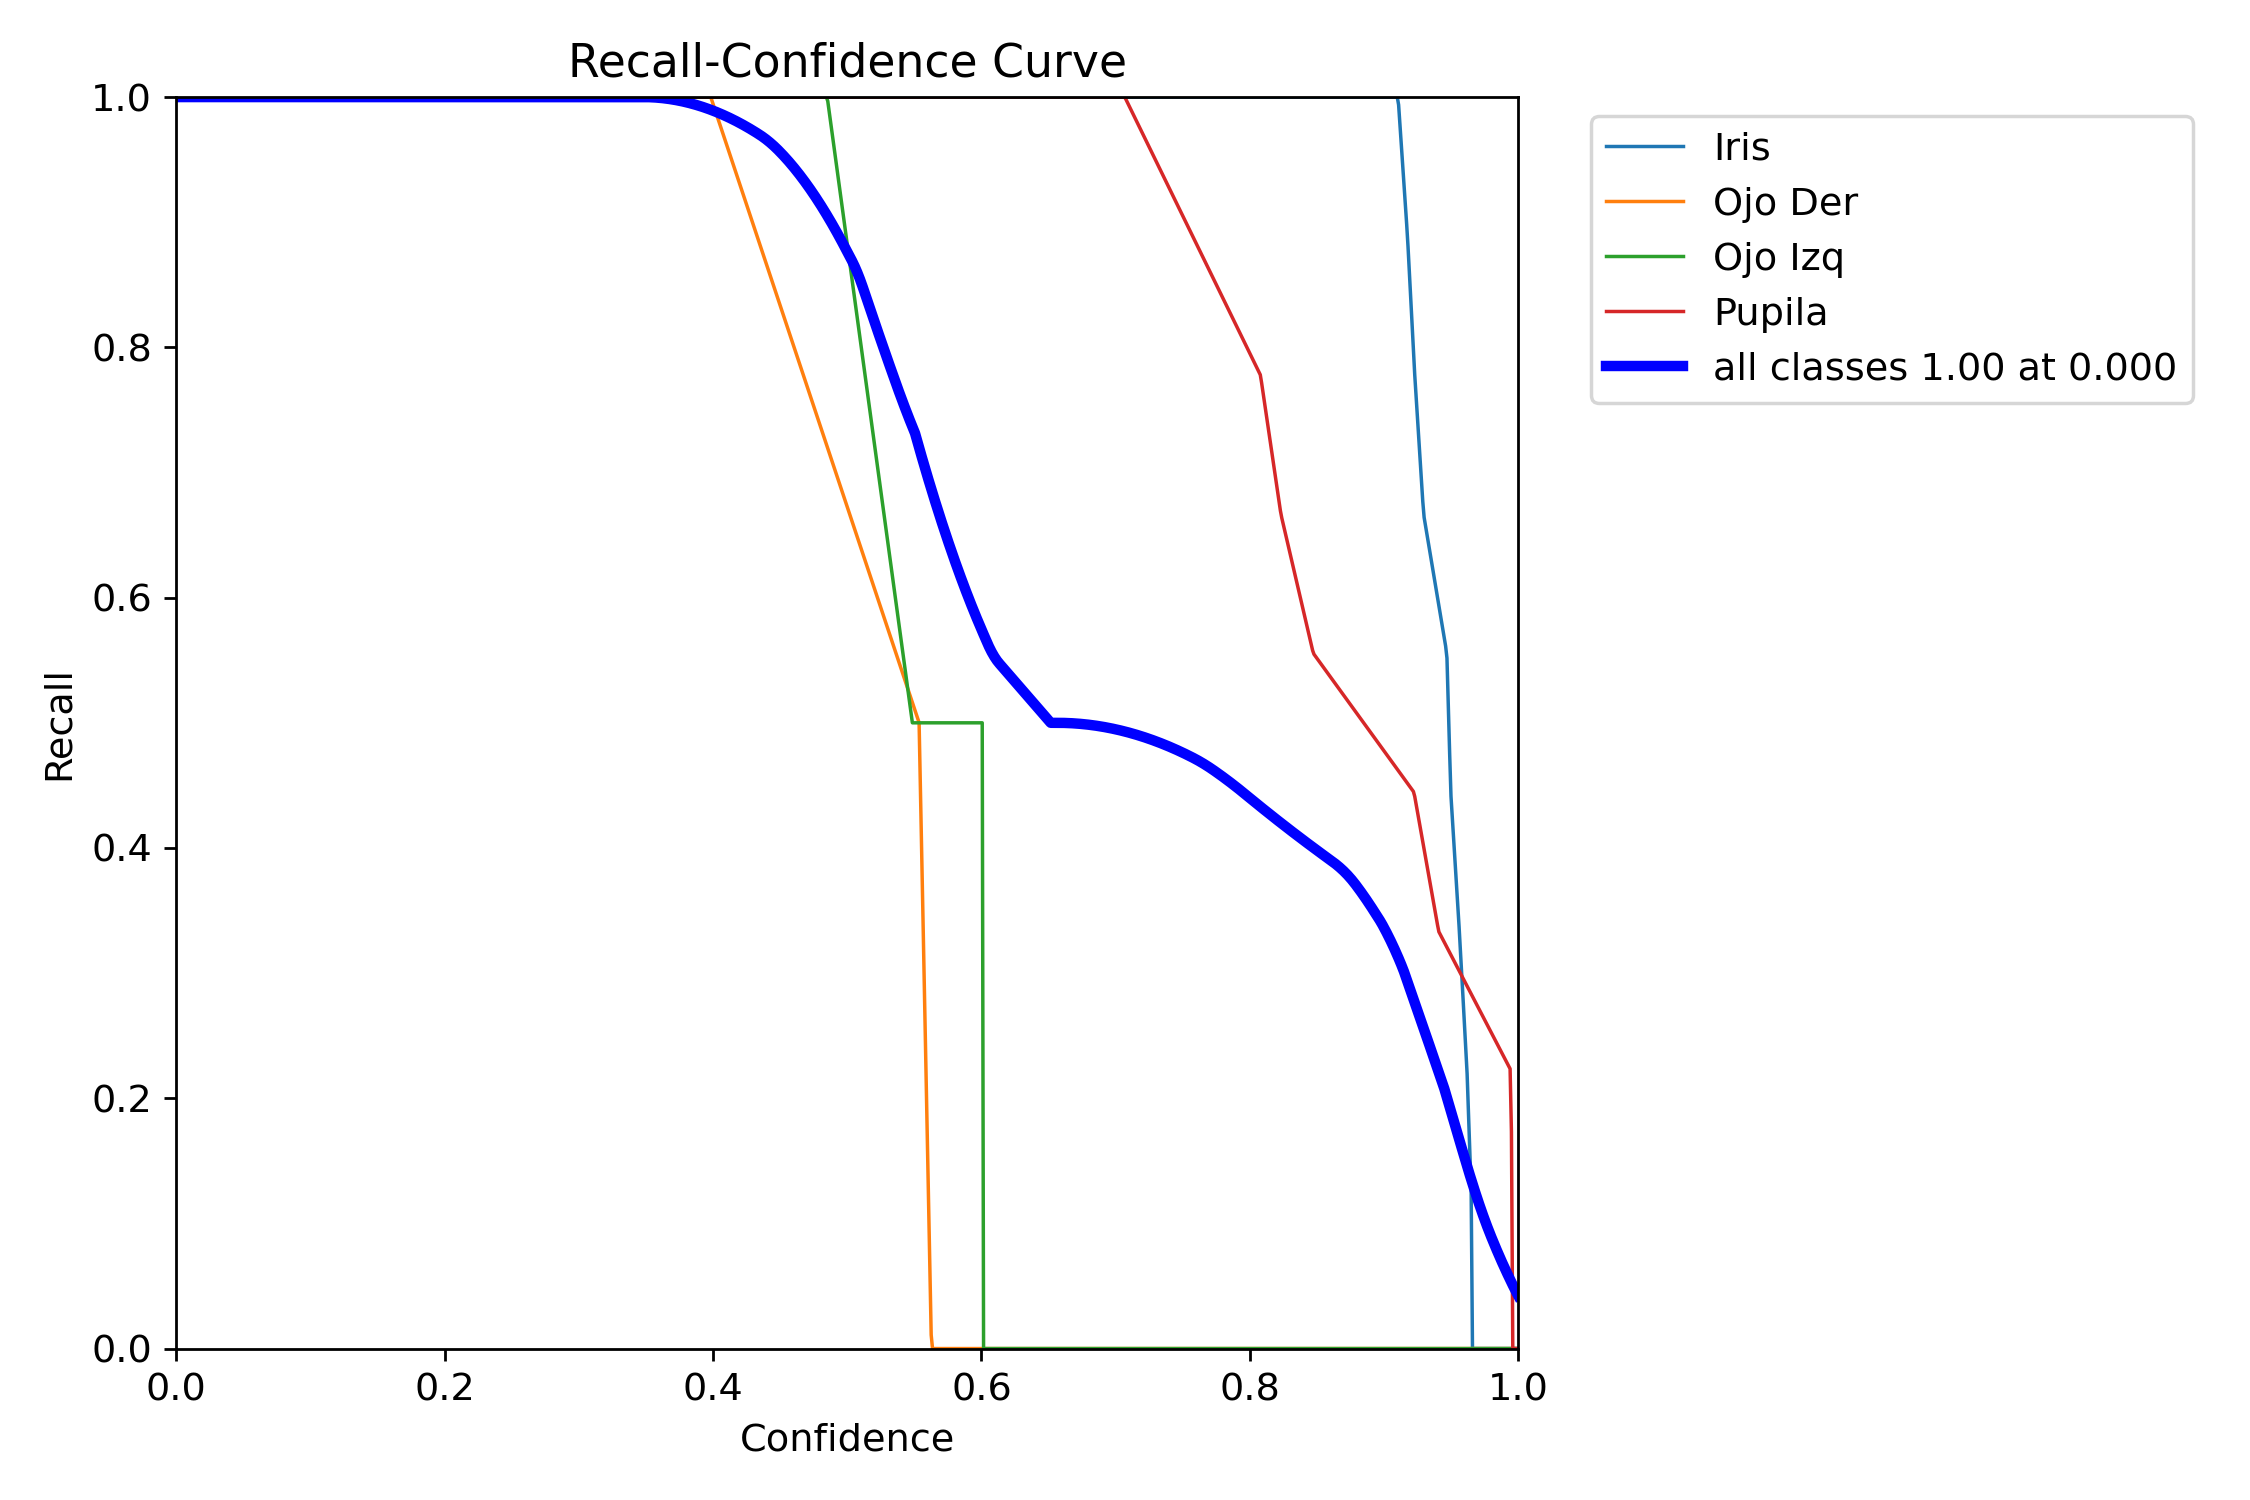 Recall-Confidence Curve
1.0
0.8
0.6
0.4
0.2
0.0
Recall
0.0 0.2 0.4 0.6 0.8 1.0
Confidence
Iris
Ojo Der
Ojo Izq
Pupila
all classes 1.00 at 0.000